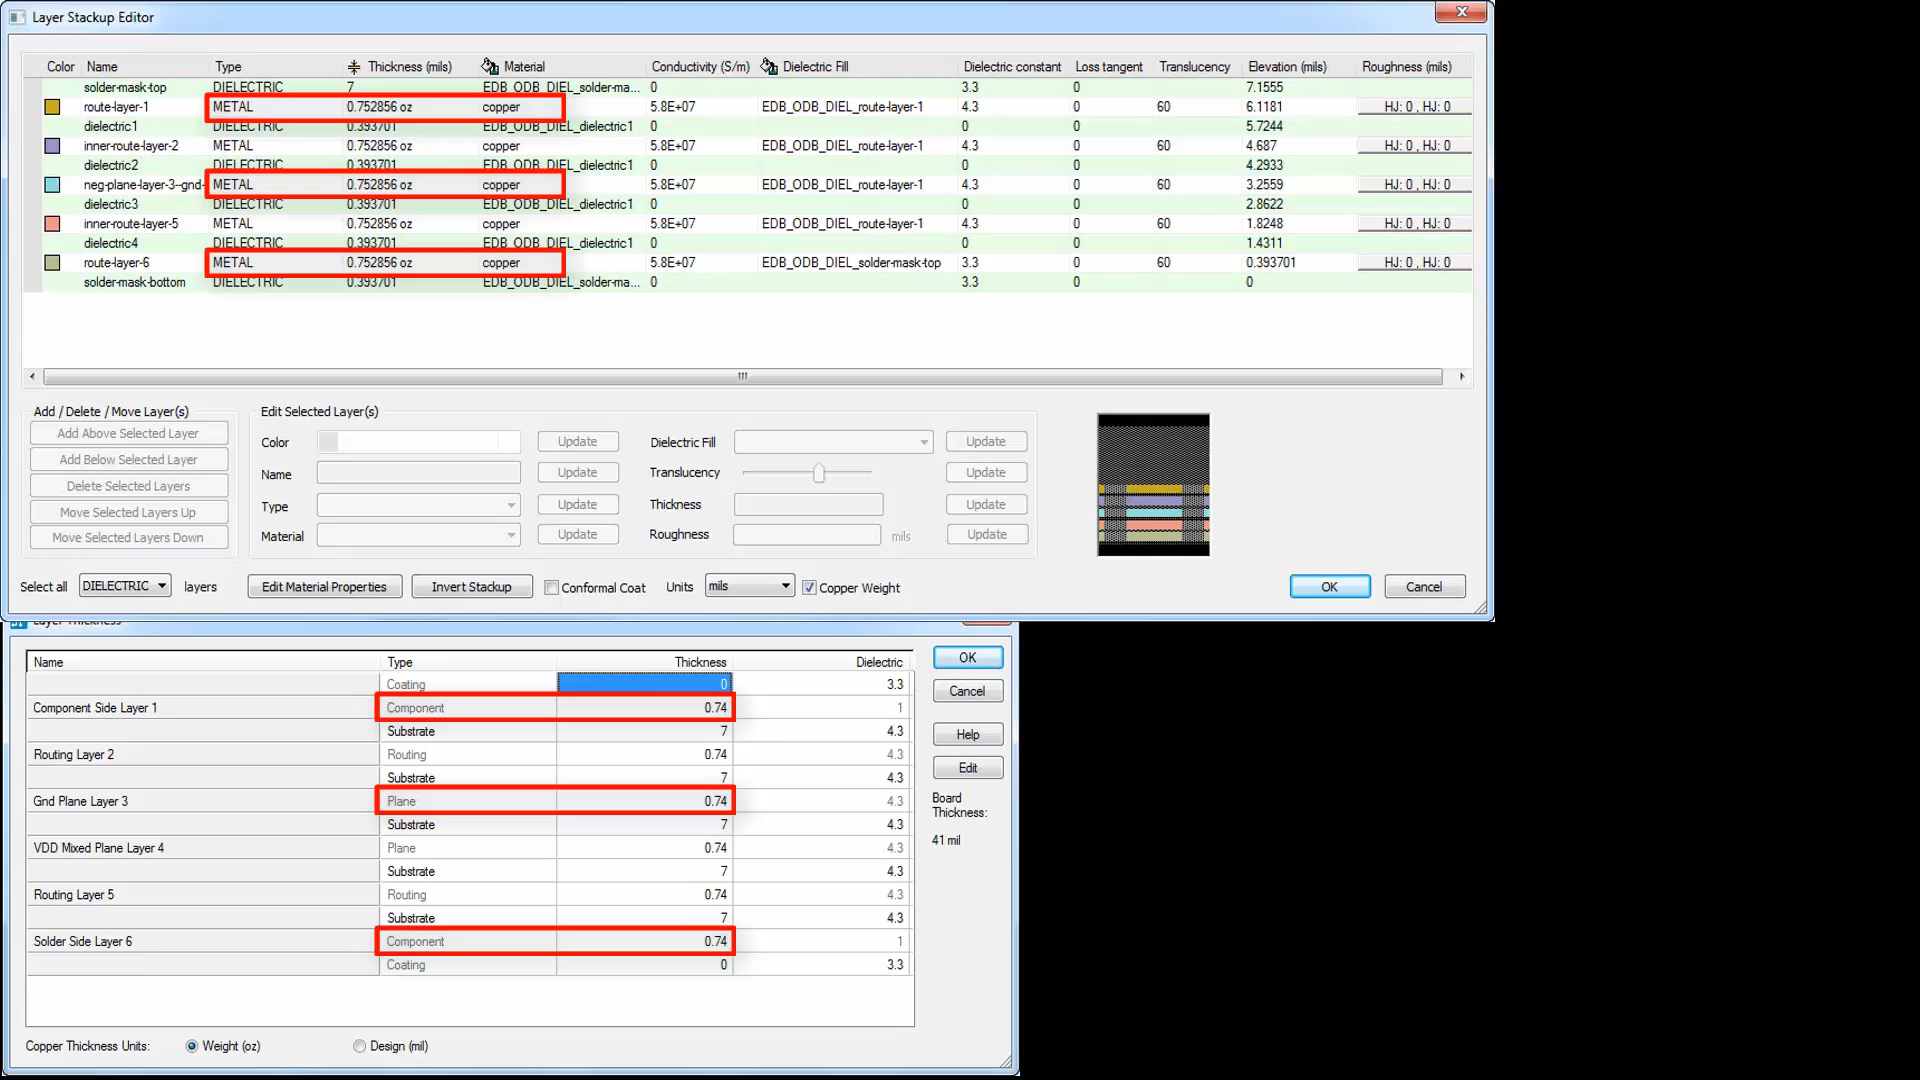 Layer Stackup Editor
Color Name Type Thickness (mils) Material Conductivity (S/m) Dielectric Fill Dielectric constant Loss tangent Translucency Elevation (mils) Roughness (mils)
solder-mask-top DIELECTRIC 7 EDB_ODB_DIEL_solder-ma... 0 3.3 0 7.1555
route-layer-1 METAL 0.752856 oz copper 5.8E+07 EDB_ODB_DIEL_route-layer-1 4.3 0 60 6.1181 HJ: 0 , HJ: 0
dielectric1 DIELECTRIC 0.393701 EDB_ODB_DIEL_dielectric1 0 0 0 5.7244
inner-route-layer-2 METAL 0.752856 oz copper 5.8E+07 EDB_ODB_DIEL_route-layer-1 4.3 0 60 4.687 HJ: 0 , HJ: 0
dielectric2 DIELECTRIC 0.393701 EDB_ODB_DIEL_dielectric1 0 0 0 4.2933
neg-plane-layer-3--gnd- METAL 0.752856 oz copper 5.8E+07 EDB_ODB_DIEL_route-layer-1 4.3 0 60 3.2559 HJ: 0 , HJ: 0
dielectric3 DIELECTRIC 0.393701 EDB_ODB_DIEL_dielectric1 0 0 0 2.8622
inner-route-layer-5 METAL 0.752856 oz copper 5.8E+07 EDB_ODB_DIEL_route-layer-1 4.3 0 60 1.8248 HJ: 0 , HJ: 0
dielectric4 DIELECTRIC 0.393701 EDB_ODB_DIEL_dielectric1 0 0 0 1.4311
route-layer-6 METAL 0.752856 oz copper 5.8E+07 EDB_ODB_DIEL_solder-mask-top 3.3 0 60 0.393701 HJ: 0 , HJ: 0
solder-mask-bottom DIELECTRIC 0.393701 EDB_ODB_DIEL_solder-ma... 0 3.3 0 0
Add / Delete / Move Layer(s)
Add Above Selected Layer
Add Below Selected Layer
Delete Selected Layers
Move Selected Layers Up
Move Selected Layers Down
Edit Selected Layer(s)
Color Update Dielectric Fill Update
Name Update Translucency Update
Type Update Thickness Update
Material Update Roughness mils Update
Select all DIELECTRIC layers Edit Material Properties Invert Stackup Conformal Coat Units mils Copper Weight OK Cancel
Layer Thickness
Name Type Thickness Dielectric
Coating 0 3.3
Component Side Layer 1 Component 0.74 1
Substrate 7 4.3
Routing Layer 2 Routing 0.74 4.3
Substrate 7 4.3
Gnd Plane Layer 3 Plane 0.74 4.3
Substrate 7 4.3
VDD Mixed Plane Layer 4 Plane 0.74 4.3
Substrate 7 4.3
Routing Layer 5 Routing 0.74 4.3
Substrate 7 4.3
Solder Side Layer 6 Component 0.74 1
Coating 0 3.3
OK
Cancel
Help
Edit
Board
Thickness:
41 mil
Copper Thickness Units: Weight (oz) Design (mil)